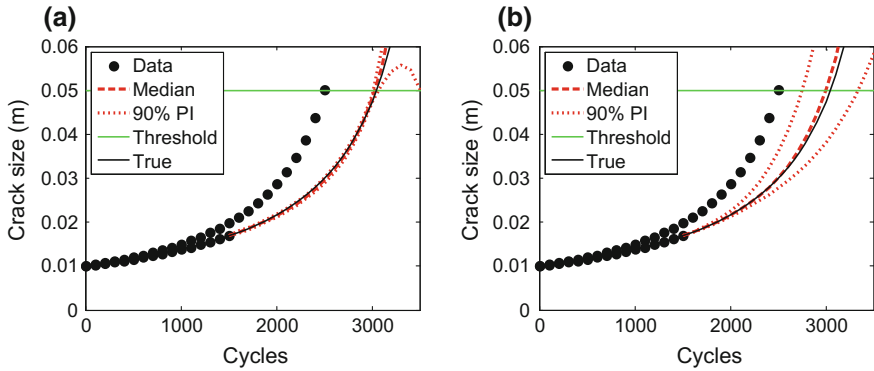 (a)
0.06
0.05
0.04
0.03
0.02
0.01
0
Crack size (m)
Data
Median
90% PI
Threshold
True
0
1000
2000
3000
Cycles
(b)
0.06
0.05
0.04
0.03
0.02
0.01
0
Crack size (m)
Data
Median
90% PI
Threshold
True
0
1000
2000
3000
Cycles